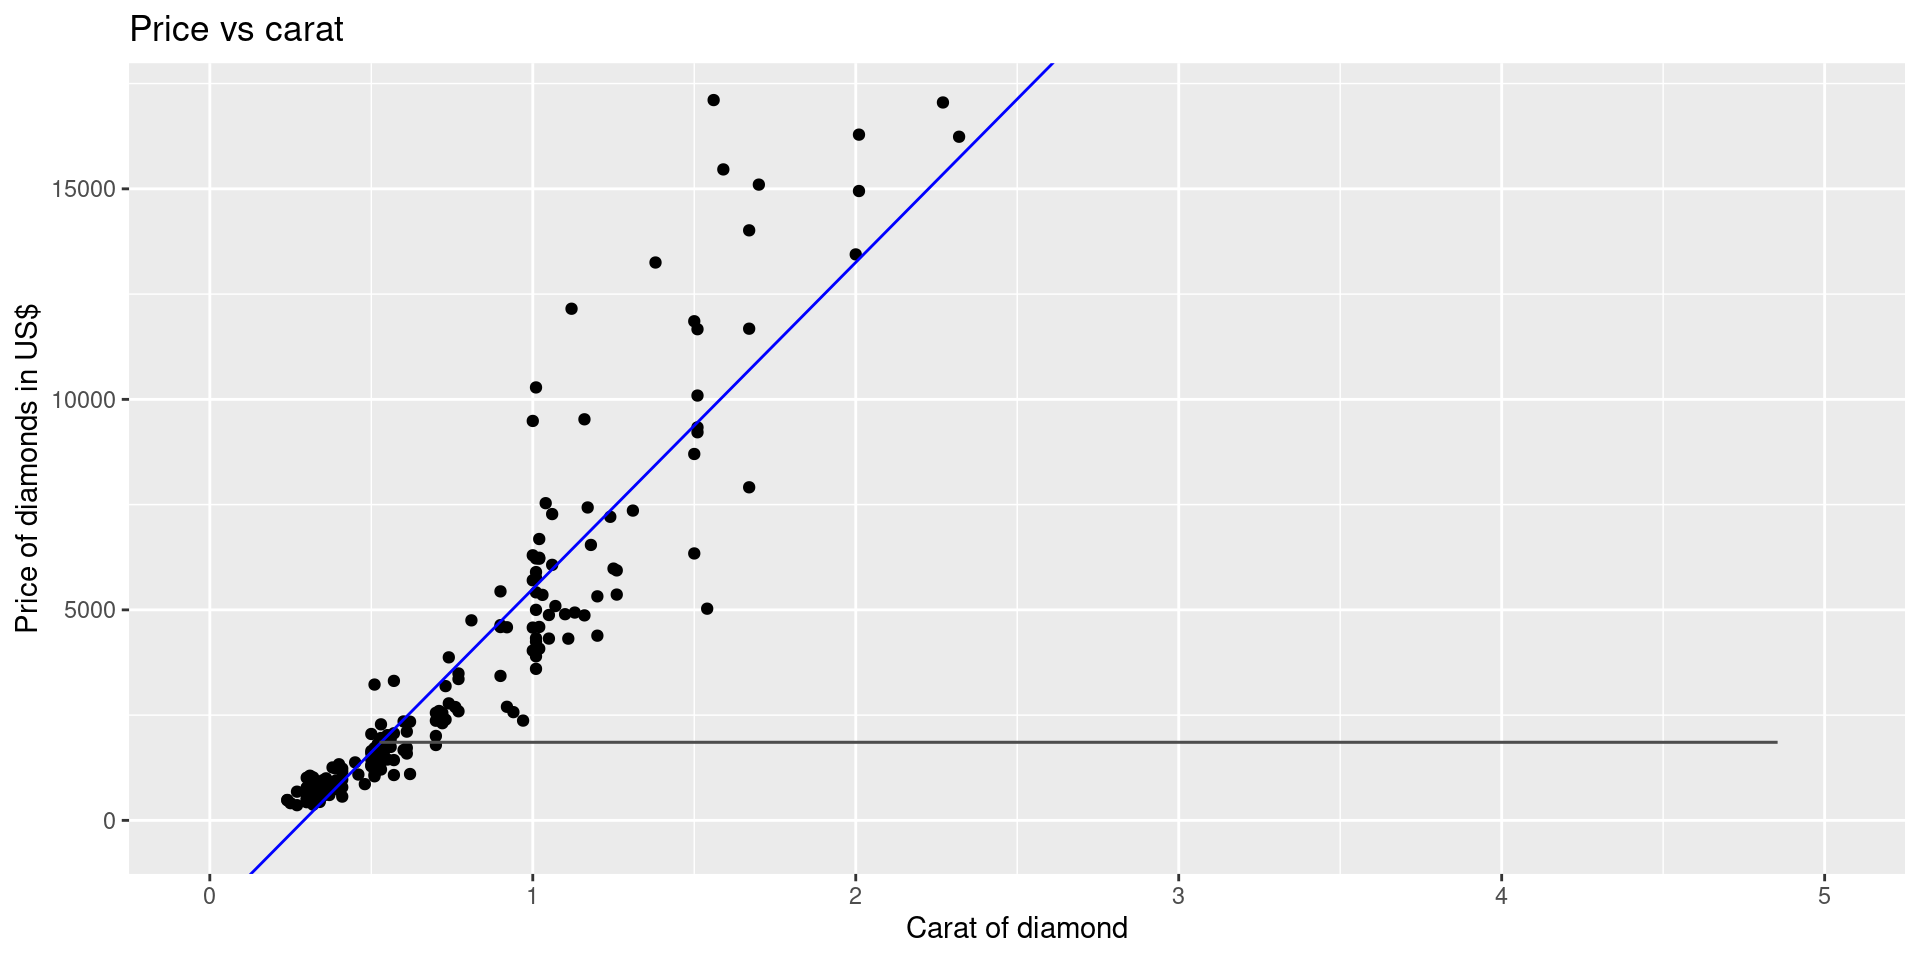 Price vs carat
Price of diamonds in US$
15000
10000
5000
0
0 1 2 3 4 5
Carat of diamond